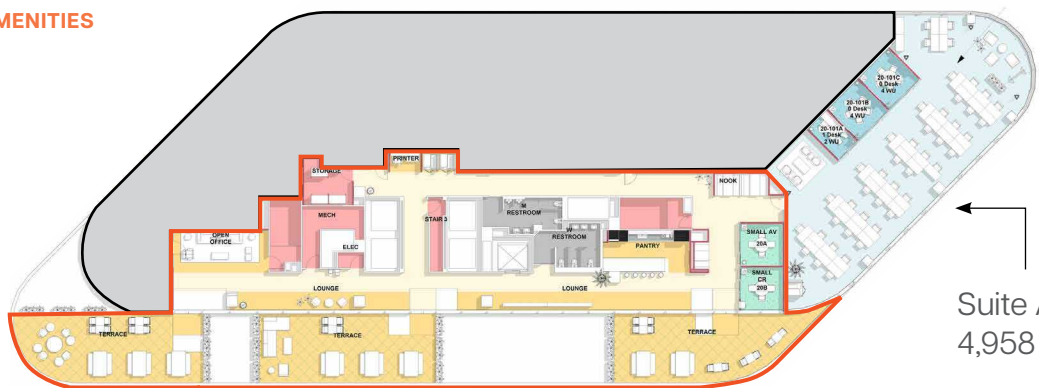 MENITIES
20-101C
0 Desk
4 WU
20-101B
0 Desk
4 WU
20-101A
1 Desk
2 WU
PRINTER
STORAGE
NOOK
MECH
STAIR 3
M
RESTROOM
W
RESTROOM
OPEN
OFFICE
ELEC
PANTRY
SMALL AV
20A
SMALL
CR
20B
LOUNGE
LOUNGE
TERRACE
TERRACE
TERRACE
Suite A
4,958